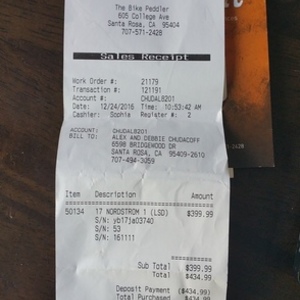 The Bike Peddler
605 College Ave
Santa Rosa, CA 95404
707-571-2428
Sales Receipt
Work Order #: 21179
Transaction #: 121191
Account #: CHUDAL8201
Date: 12/24/2016 Time: 10:53:42 AM
Cashier: Sophie Register #: 2
ACCOUNT: CHUDAL8201
BILL TO: ALEX AND DEBBIE CHUDACOFF
6598 BRIDGEWOOD DR
SANTA ROSA, CA 95409-2610
707-494-3059
Item Description Amount
50134 17 NORDSTROM 1 (LSD) $399.99
S/N: yb17ja03740
S/N: 53
S/N: 161111
Sub Total $399.99
Total $434.99
Deposit Payment ($434.99)
Total Purchased $434.99